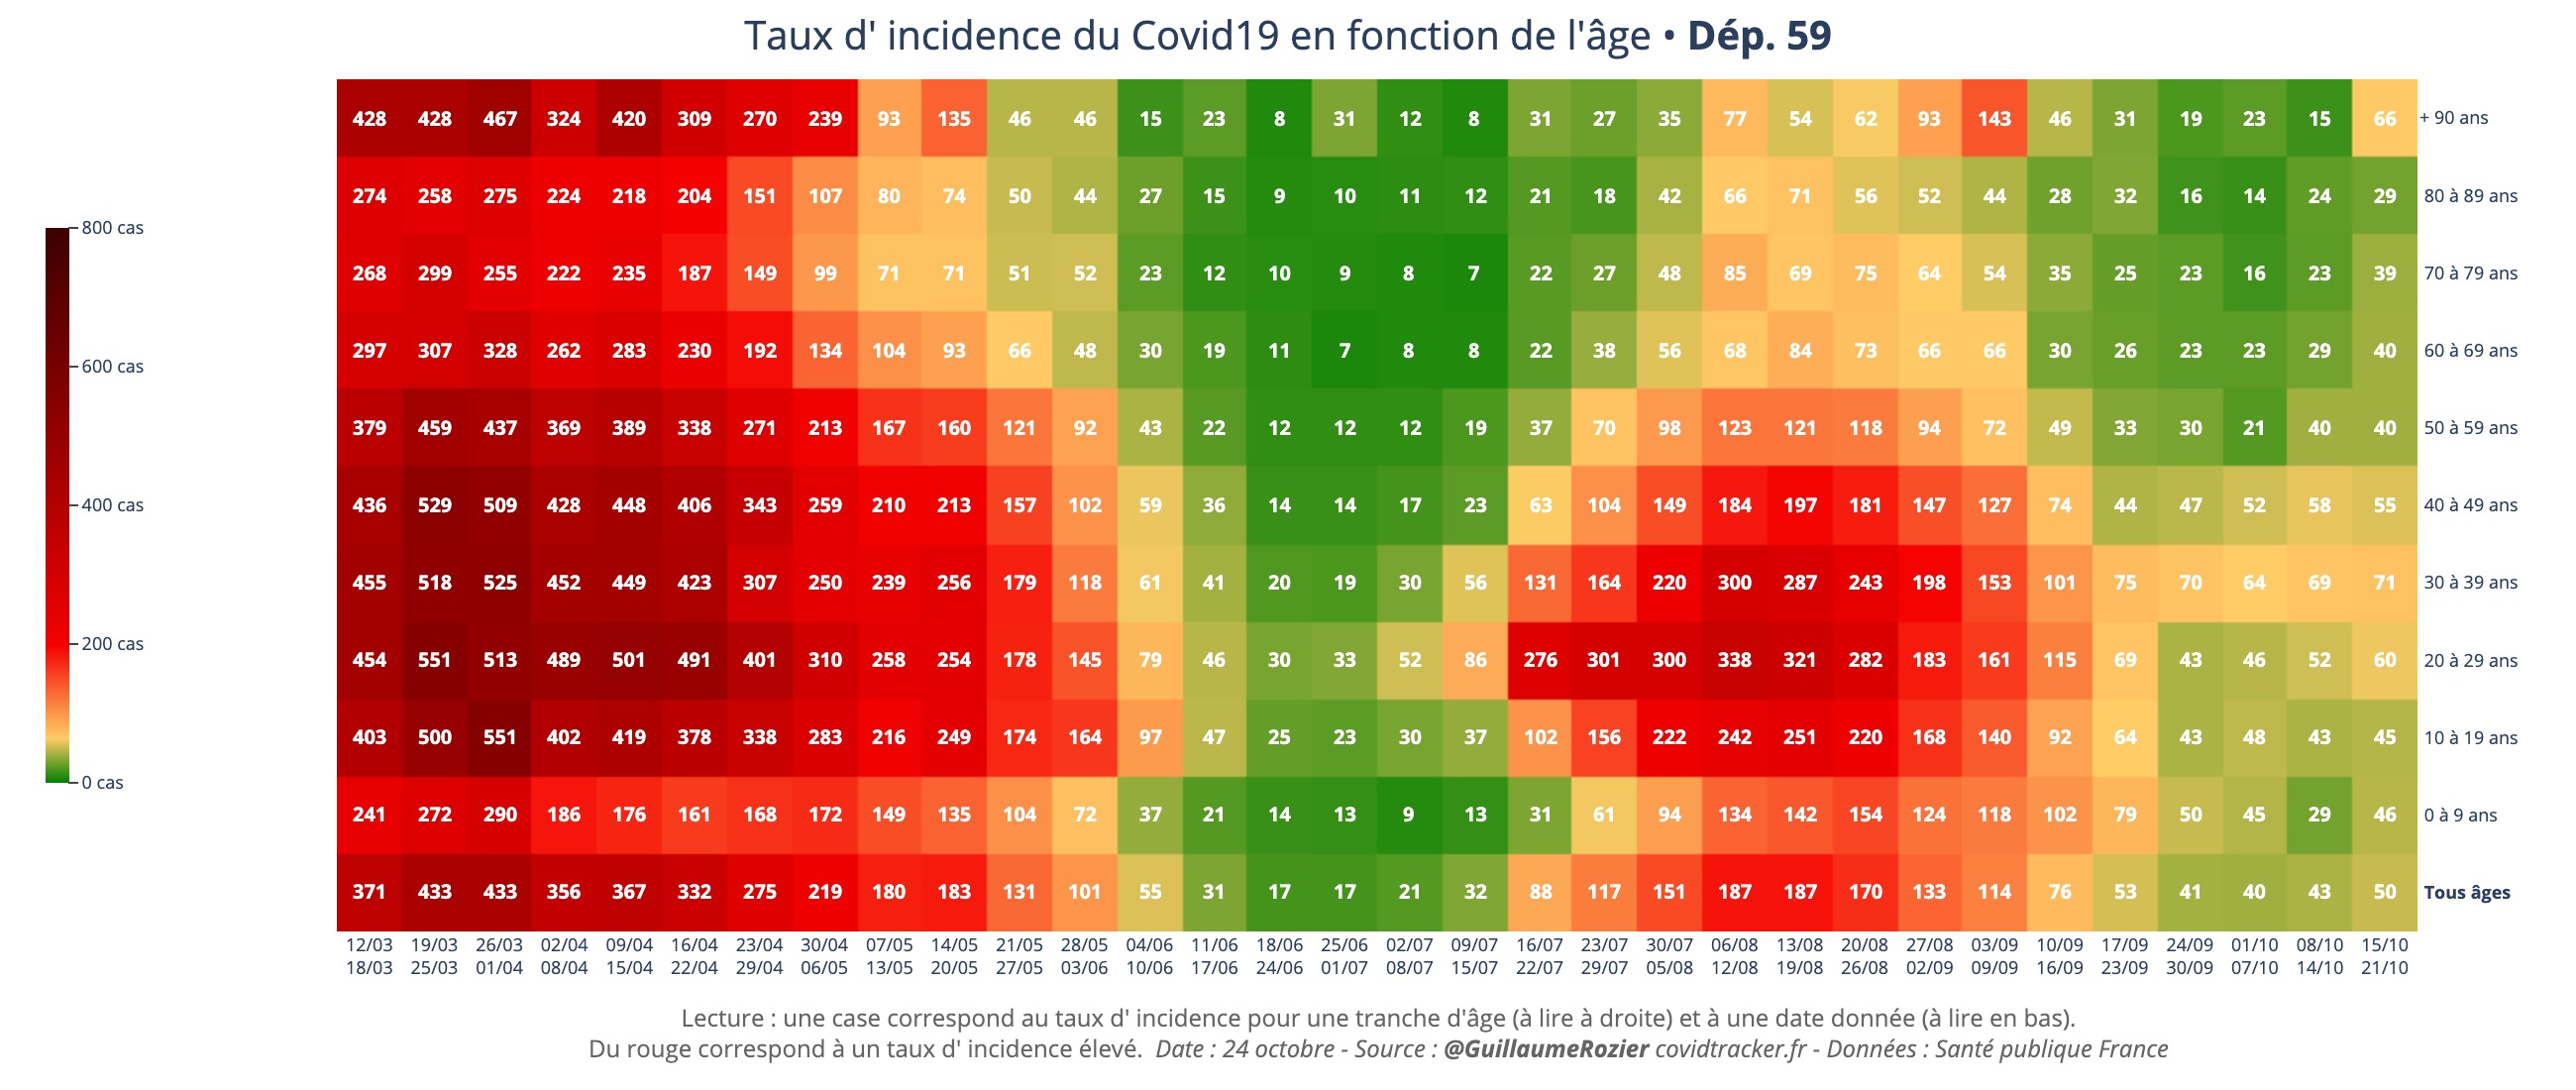 Taux d' incidence du Covid19 en fonction de l'âge • Dép. 59
428 428 467 324 420 309 270 239 93 135 46 46 15 23 8 31 12 8 31 27 35 77 54 62 93 143 46 31 19 23 15 66 + 90 ans
274 258 275 224 218 204 151 107 80 74 50 44 27 15 9 10 11 12 21 18 42 66 71 56 52 44 28 32 16 14 24 29 80 à 89 ans
800 cas
268 299 255 222 235 187 149 99 71 71 51 52 23 12 10 9 8 7 22 27 48 85 69 75 64 54 35 25 23 16 23 39 70 à 79 ans
297 307 328 262 283 230 192 134 104 93 66 48 30 19 11 7 8 8 22 38 56 68 84 73 66 66 30 26 23 23 29 40 60 à 69 ans
600 cas
379 459 437 369 389 338 271 213 167 160 121 92 43 22 12 12 12 19 37 70 98 123 121 118 94 72 49 33 30 21 40 40 50 à 59 ans
400 cas
436 529 509 428 448 406 343 259 210 213 157 102 59 36 14 14 17 23 63 104 149 184 197 181 147 127 74 44 47 52 58 55 40 à 49 ans
455 518 525 452 449 423 307 250 239 256 179 118 61 41 20 19 30 56 131 164 220 300 287 243 198 153 101 75 70 64 69 71 30 à 39 ans
200 cas
454 551 513 489 501 491 401 310 258 254 178 145 79 46 30 33 52 86 276 301 300 338 321 282 183 161 115 69 43 46 52 60 20 à 29 ans
403 500 551 402 419 378 338 283 216 249 174 164 97 47 25 23 30 37 102 156 222 242 251 220 168 140 92 64 43 48 43 45 10 à 19 ans
0 cas
241 272 290 186 176 161 168 172 149 135 104 72 37 21 14 13 9 13 31 61 94 134 142 154 124 118 102 79 50 45 29 46 0 à 9 ans
371 433 433 356 367 332 275 219 180 183 131 101 55 31 17 17 21 32 88 117 151 187 187 170 133 114 76 53 41 40 43 50 Tous âges
12/03 19/03 26/03 02/04 09/04 16/04 23/04 30/04 07/05 14/05 21/05 28/05 04/06 11/06 18/06 25/06 02/07 09/07 16/07 23/07 30/07 06/08 13/08 20/08 27/08 03/09 10/09 17/09 24/09 01/10 08/10 15/10
18/03 25/03 01/04 08/04 15/04 22/04 29/04 06/05 13/05 20/05 27/05 03/06 10/06 17/06 24/06 01/07 08/07 15/07 22/07 29/07 05/08 12/08 19/08 26/08 02/09 09/09 16/09 23/09 30/09 07/10 14/10 21/10
Lecture : une case correspond au taux d' incidence pour une tranche d'âge (à lire à droite) et à une date donnée (à lire en bas).
Du rouge correspond à un taux d' incidence élevé. Date : 24 octobre - Source : @GuillaumeRozier covidtracker.fr - Données : Santé publique France